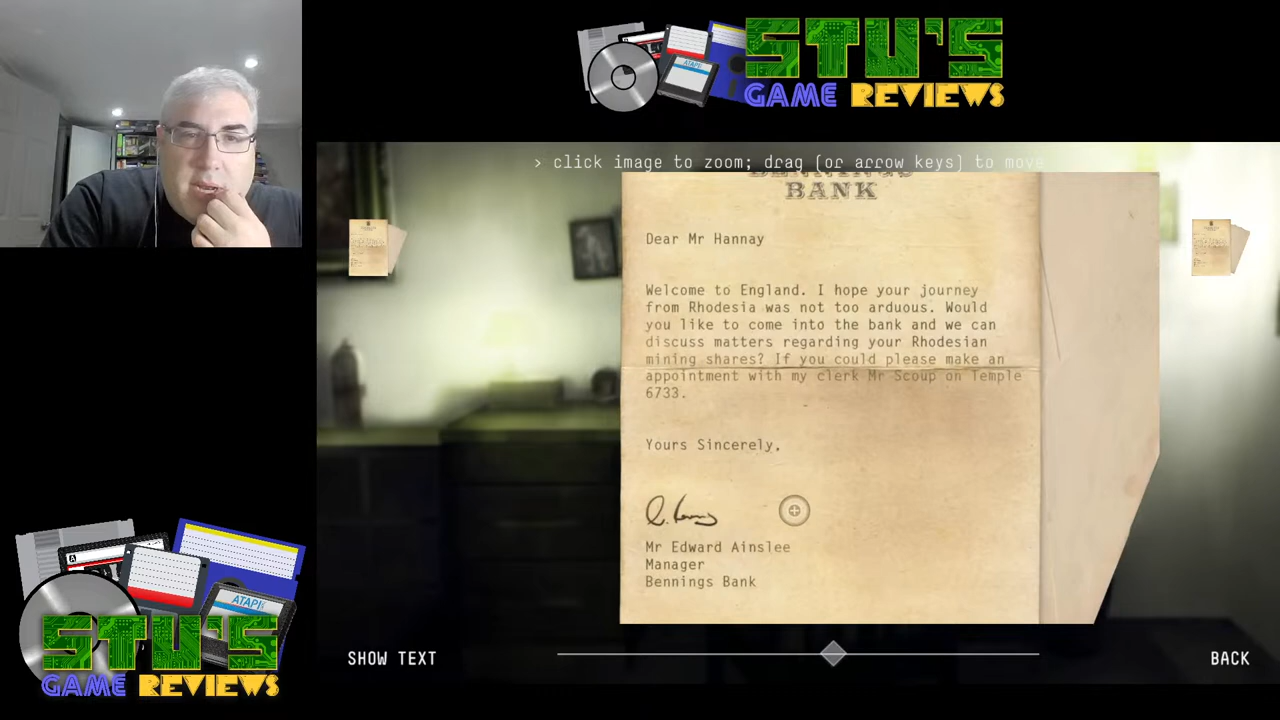 STU'S
GAME REVIEWS
ATAPI
> click image to zoom; drag (or arrow keys) to move
BENNINGS
BANK
Dear Mr Hannay
Welcome to England. I hope your journey
from Rhodesia was not too arduous. Would
you like to come into the bank and we can
discuss matters regarding your Rhodesian
mining shares? If you could please make an
appointment with my clerk Mr Scoup on Temple
6733.
Yours Sincerely,
Mr Edward Ainslee
Manager
Bennings Bank
SHOW TEXT
BACK
A
ATAPI
STU'S
GAME REVIEWS